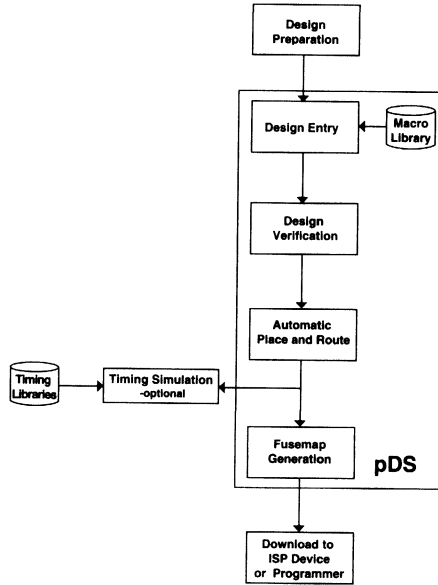 Design
Preparation
Design Entry
Macro
Library
Design
Verification
Automatic
Place and Route
Timing
Libraries
Timing Simulation
-optional
Fusemap
Generation
pDS
Download to
ISP Device
or Programmer